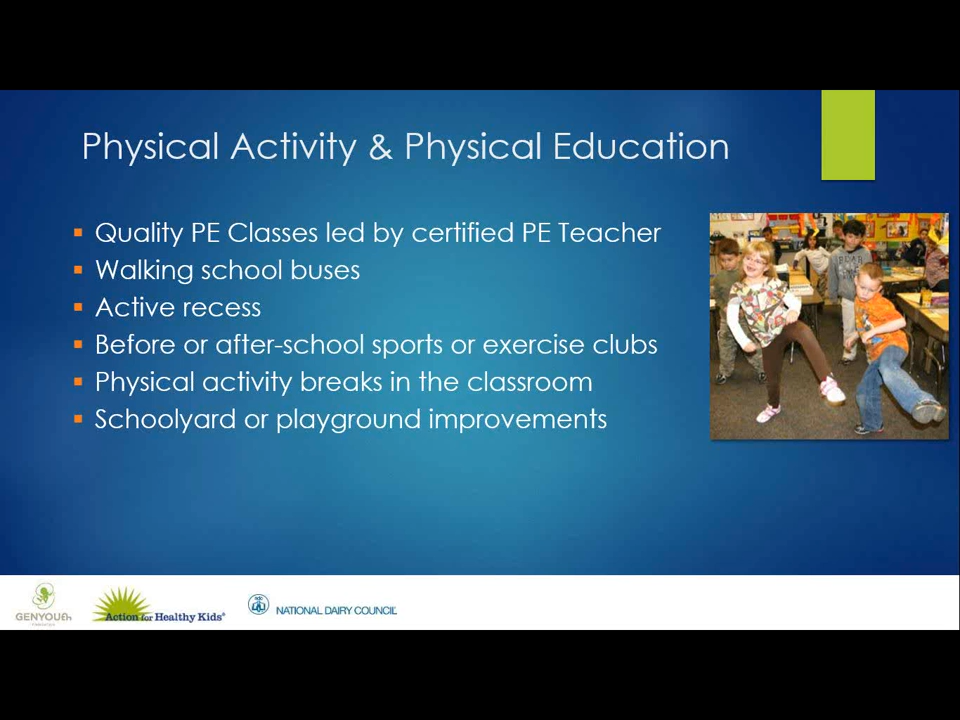 Physical Activity & Physical Education
Quality PE Classes led by certified PE Teacher
Walking school buses
Active recess
Before or after-school sports or exercise clubs
Physical activity breaks in the classroom
Schoolyard or playground improvements
GENYOUth
Action for Healthy Kids®
NATIONAL DAIRY COUNCIL